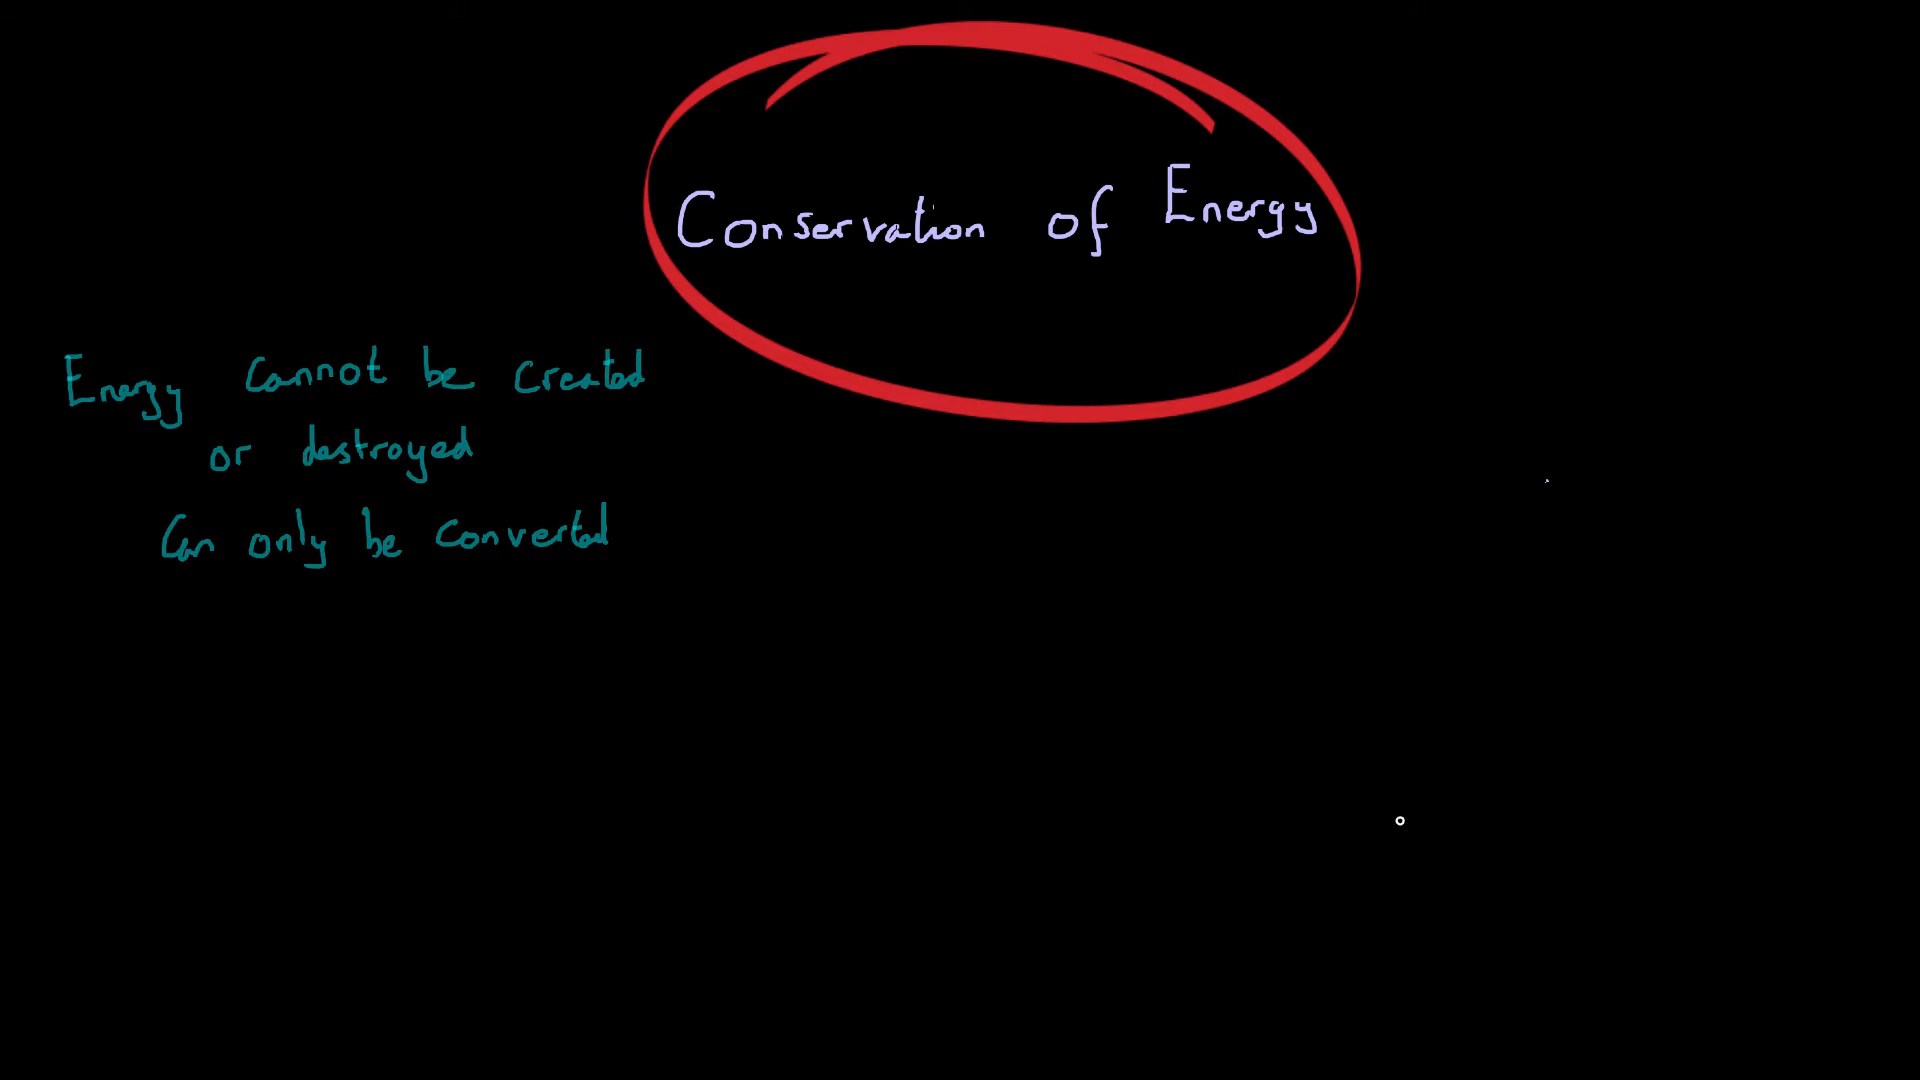 Conservation of Energy
Energy cannot be created
or destroyed
Can only be converted